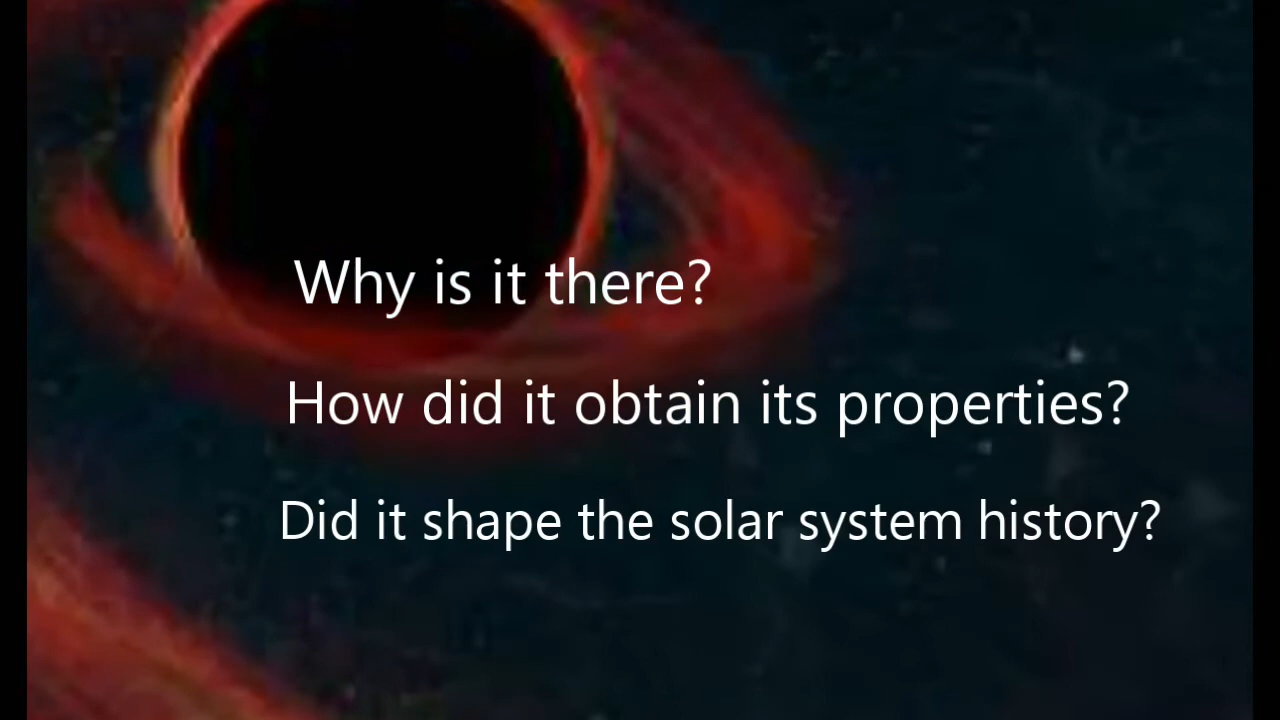 Why is it there?
How did it obtain its properties?
Did it shape the solar system history?